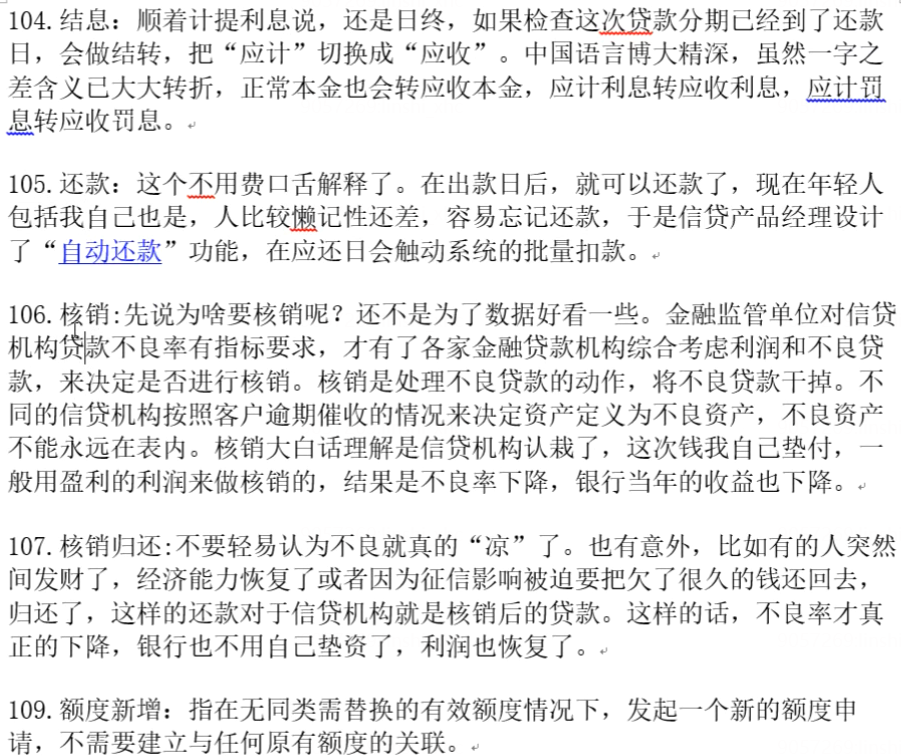 104.结息：顺着计提利息说，还是日终，如果检查这次贷款分期已经到了还款
日，会做结转，把“应计”切换成“应收”。中国语言博大精深，虽然一字之
差含义已大大转折，正常本金也会转应收本金，应计利息转应收利息，应计罚
息转应收罚息。
105.还款：这个不用费口舌解释了。在出款日后，就可以还款了，现在年轻人
包括我自己也是，人比较懒记性还差，容易忘记还款，于是信贷产品经理设计
了“自动还款”功能，在应还日会触动系统的批量扣款。
106.核销:先说为啥要核销呢？还不是为了数据好看一些。金融监管单位对信贷
机构贷款不良率有指标要求，才有了各家金融贷款机构综合考虑利润和不良贷
款，来决定是否进行核销。核销是处理不良贷款的动作，将不良贷款干掉。不
同的信贷机构按照客户逾期催收的情况来决定资产定义为不良资产，不良资产
不能永远在表内。核销大白话理解是信贷机构认栽了，这次钱我自己垫付，一
般用盈利的利润来做核销的，结果是不良率下降，银行当年的收益也下降。
107.核销归还:不要轻易认为不良就真的“凉”了。也有意外，比如有的人突然
间发财了，经济能力恢复了或者因为征信影响被迫要把欠了很久的钱还回去，
归还了，这样的还款对于信贷机构就是核销后的贷款。这样的话，不良率才真
正的下降，银行也不用自己垫资了，利润也恢复了。
109.额度新增：指在无同类需替换的有效额度情况下，发起一个新的额度申
请，不需要建立与任何原有额度的关联。